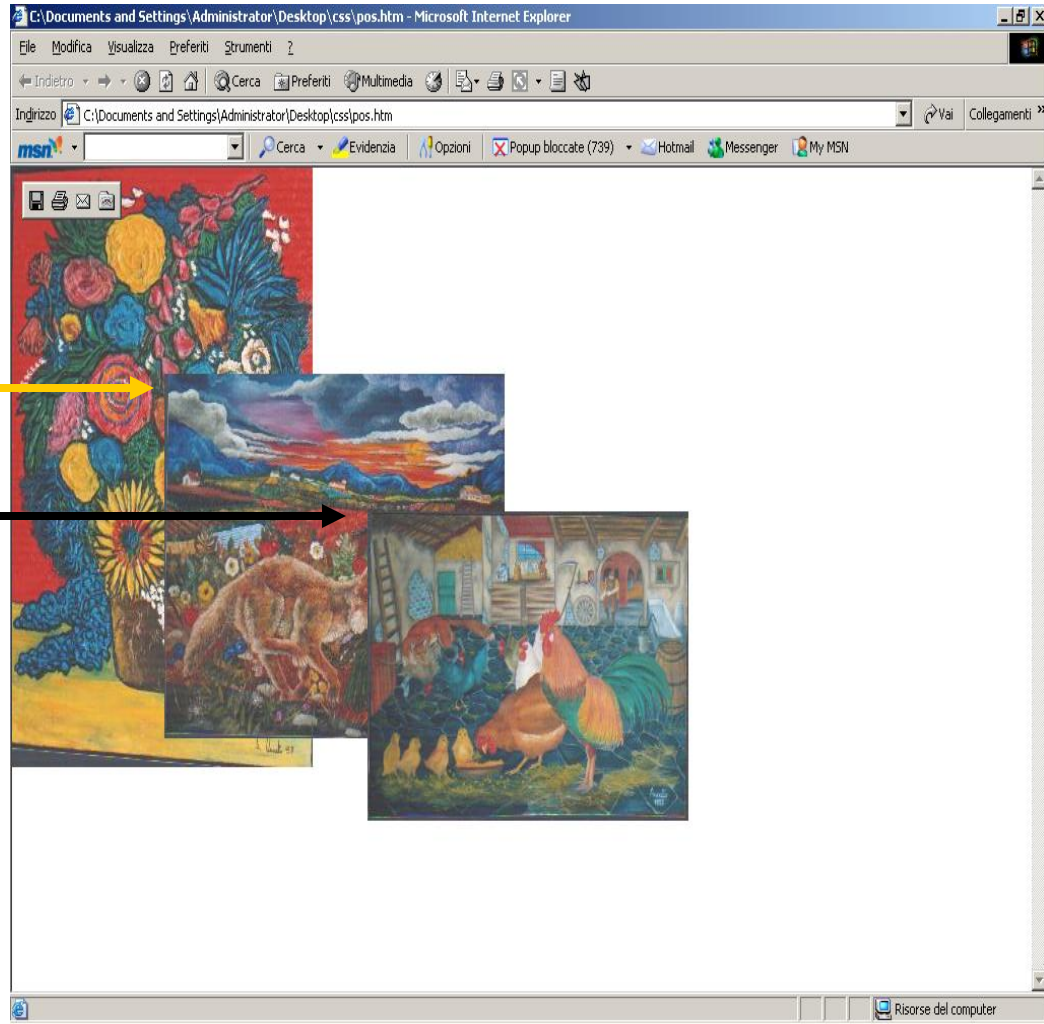 C:\Documents and Settings\Administrator\Desktop\css\pos.htm - Microsoft Internet Explorer
File Modifica Visualizza Preferiti Strumenti ?
Indietro Cerca Preferiti Multimedia
Indirizzo C:\Documents and Settings\Administrator\Desktop\css\pos.htm Vai Collegamenti »
msn Cerca Evidenzia Opzioni Popup bloccate (739) Hotmail Messenger My MSN
Risorse del computer